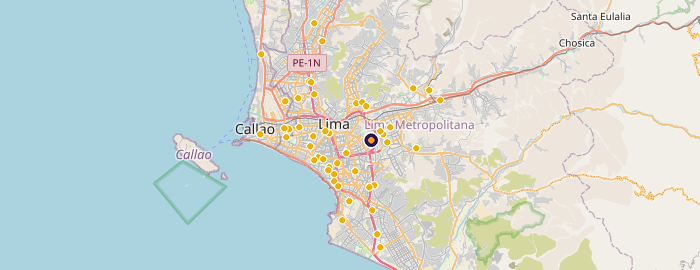 Santa Eulalia
Chosica
PE-1N
Callao
Lima
Lima Metropolitana
Callao